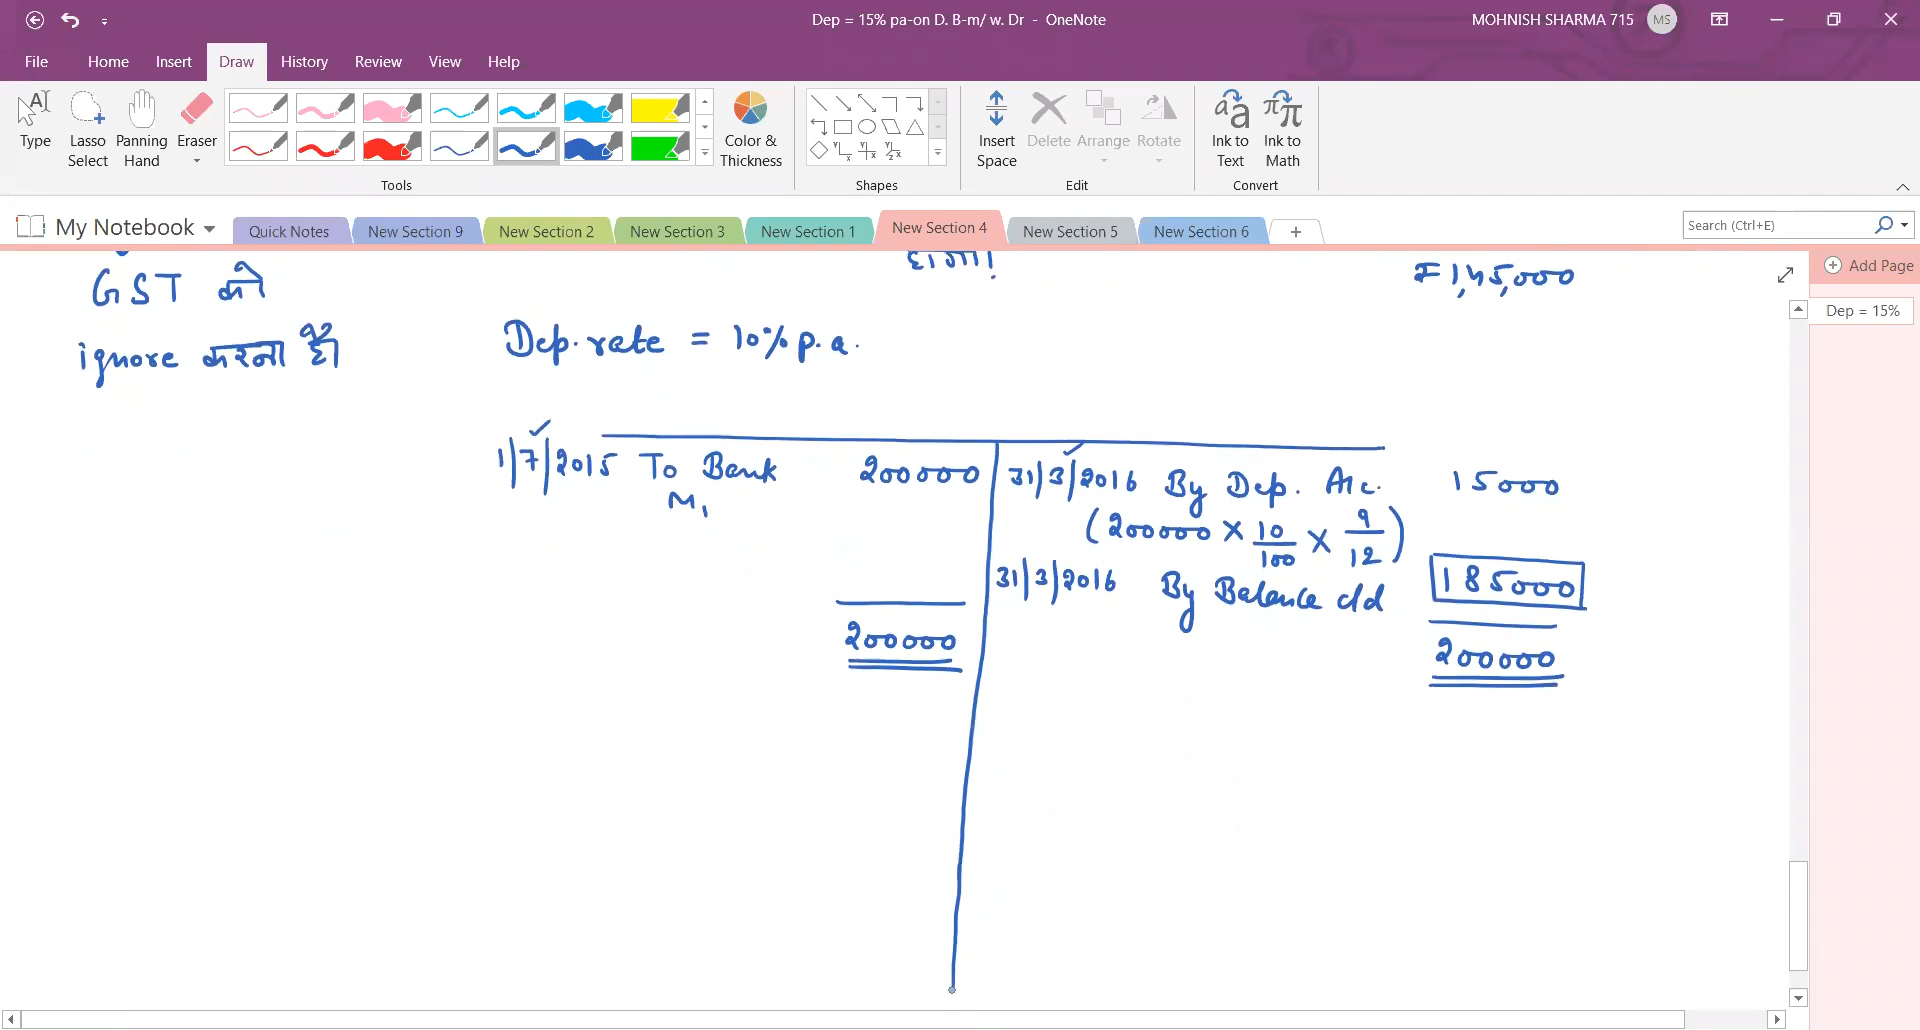 Dep = 15% pa-on D. B-m/ w. Dr - OneNote
MOHNISH SHARMA 715
MS
File Home Insert Draw History Review View Help
Type
Lasso Select
Panning Hand
Eraser
Color & Thickness
Insert Space
Delete
Arrange
Rotate
Ink to Text
Ink to Math
Tools
Shapes
Edit
Convert
My Notebook
Quick Notes
New Section 9
New Section 2
New Section 3
New Section 1
New Section 4
New Section 5
New Section 6
Search (Ctrl+E)
Add Page
Dep = 15%
होगा!
₹1,45,000
GST को
ignore करना है।
Dep. rate = 10% p.a.
1/7/2015 To Bank 200000
M1
31/3/2016 By Dep. A/c. 15000
(200000 × 10/100 × 9/12)
31/3/2016 By Balance c/d 185000
200000
200000